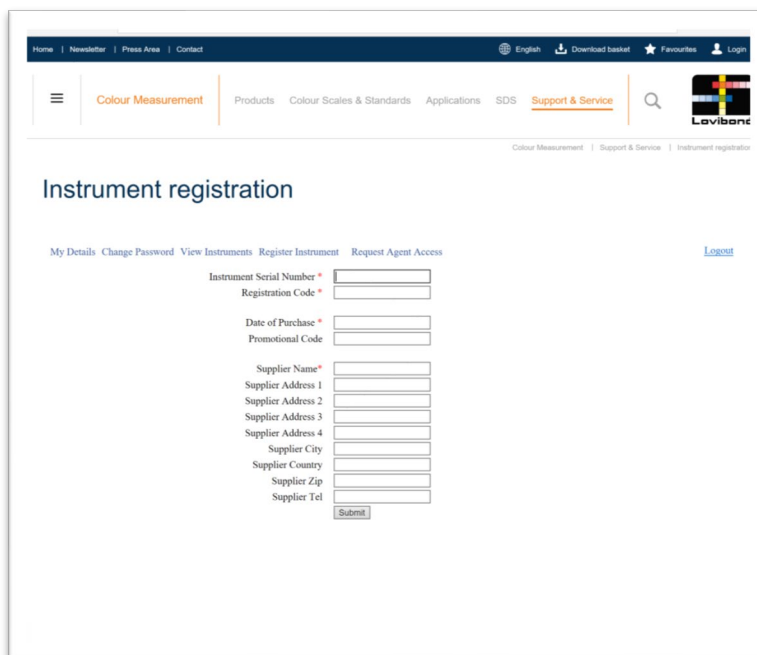 Home | Newsletter | Press Area | Contact English Download basket Favourites Login
Colour Measurement Products Colour Scales & Standards Applications SDS Support & Service
Lovibond
Colour Measurement | Support & Service | Instrument registration
Instrument registration
My Details Change Password View Instruments Register Instrument Request Agent Access Logout
Instrument Serial Number *
Registration Code *
Date of Purchase *
Promotional Code
Supplier Name*
Supplier Address 1
Supplier Address 2
Supplier Address 3
Supplier Address 4
Supplier City
Supplier Country
Supplier Zip
Supplier Tel
Submit